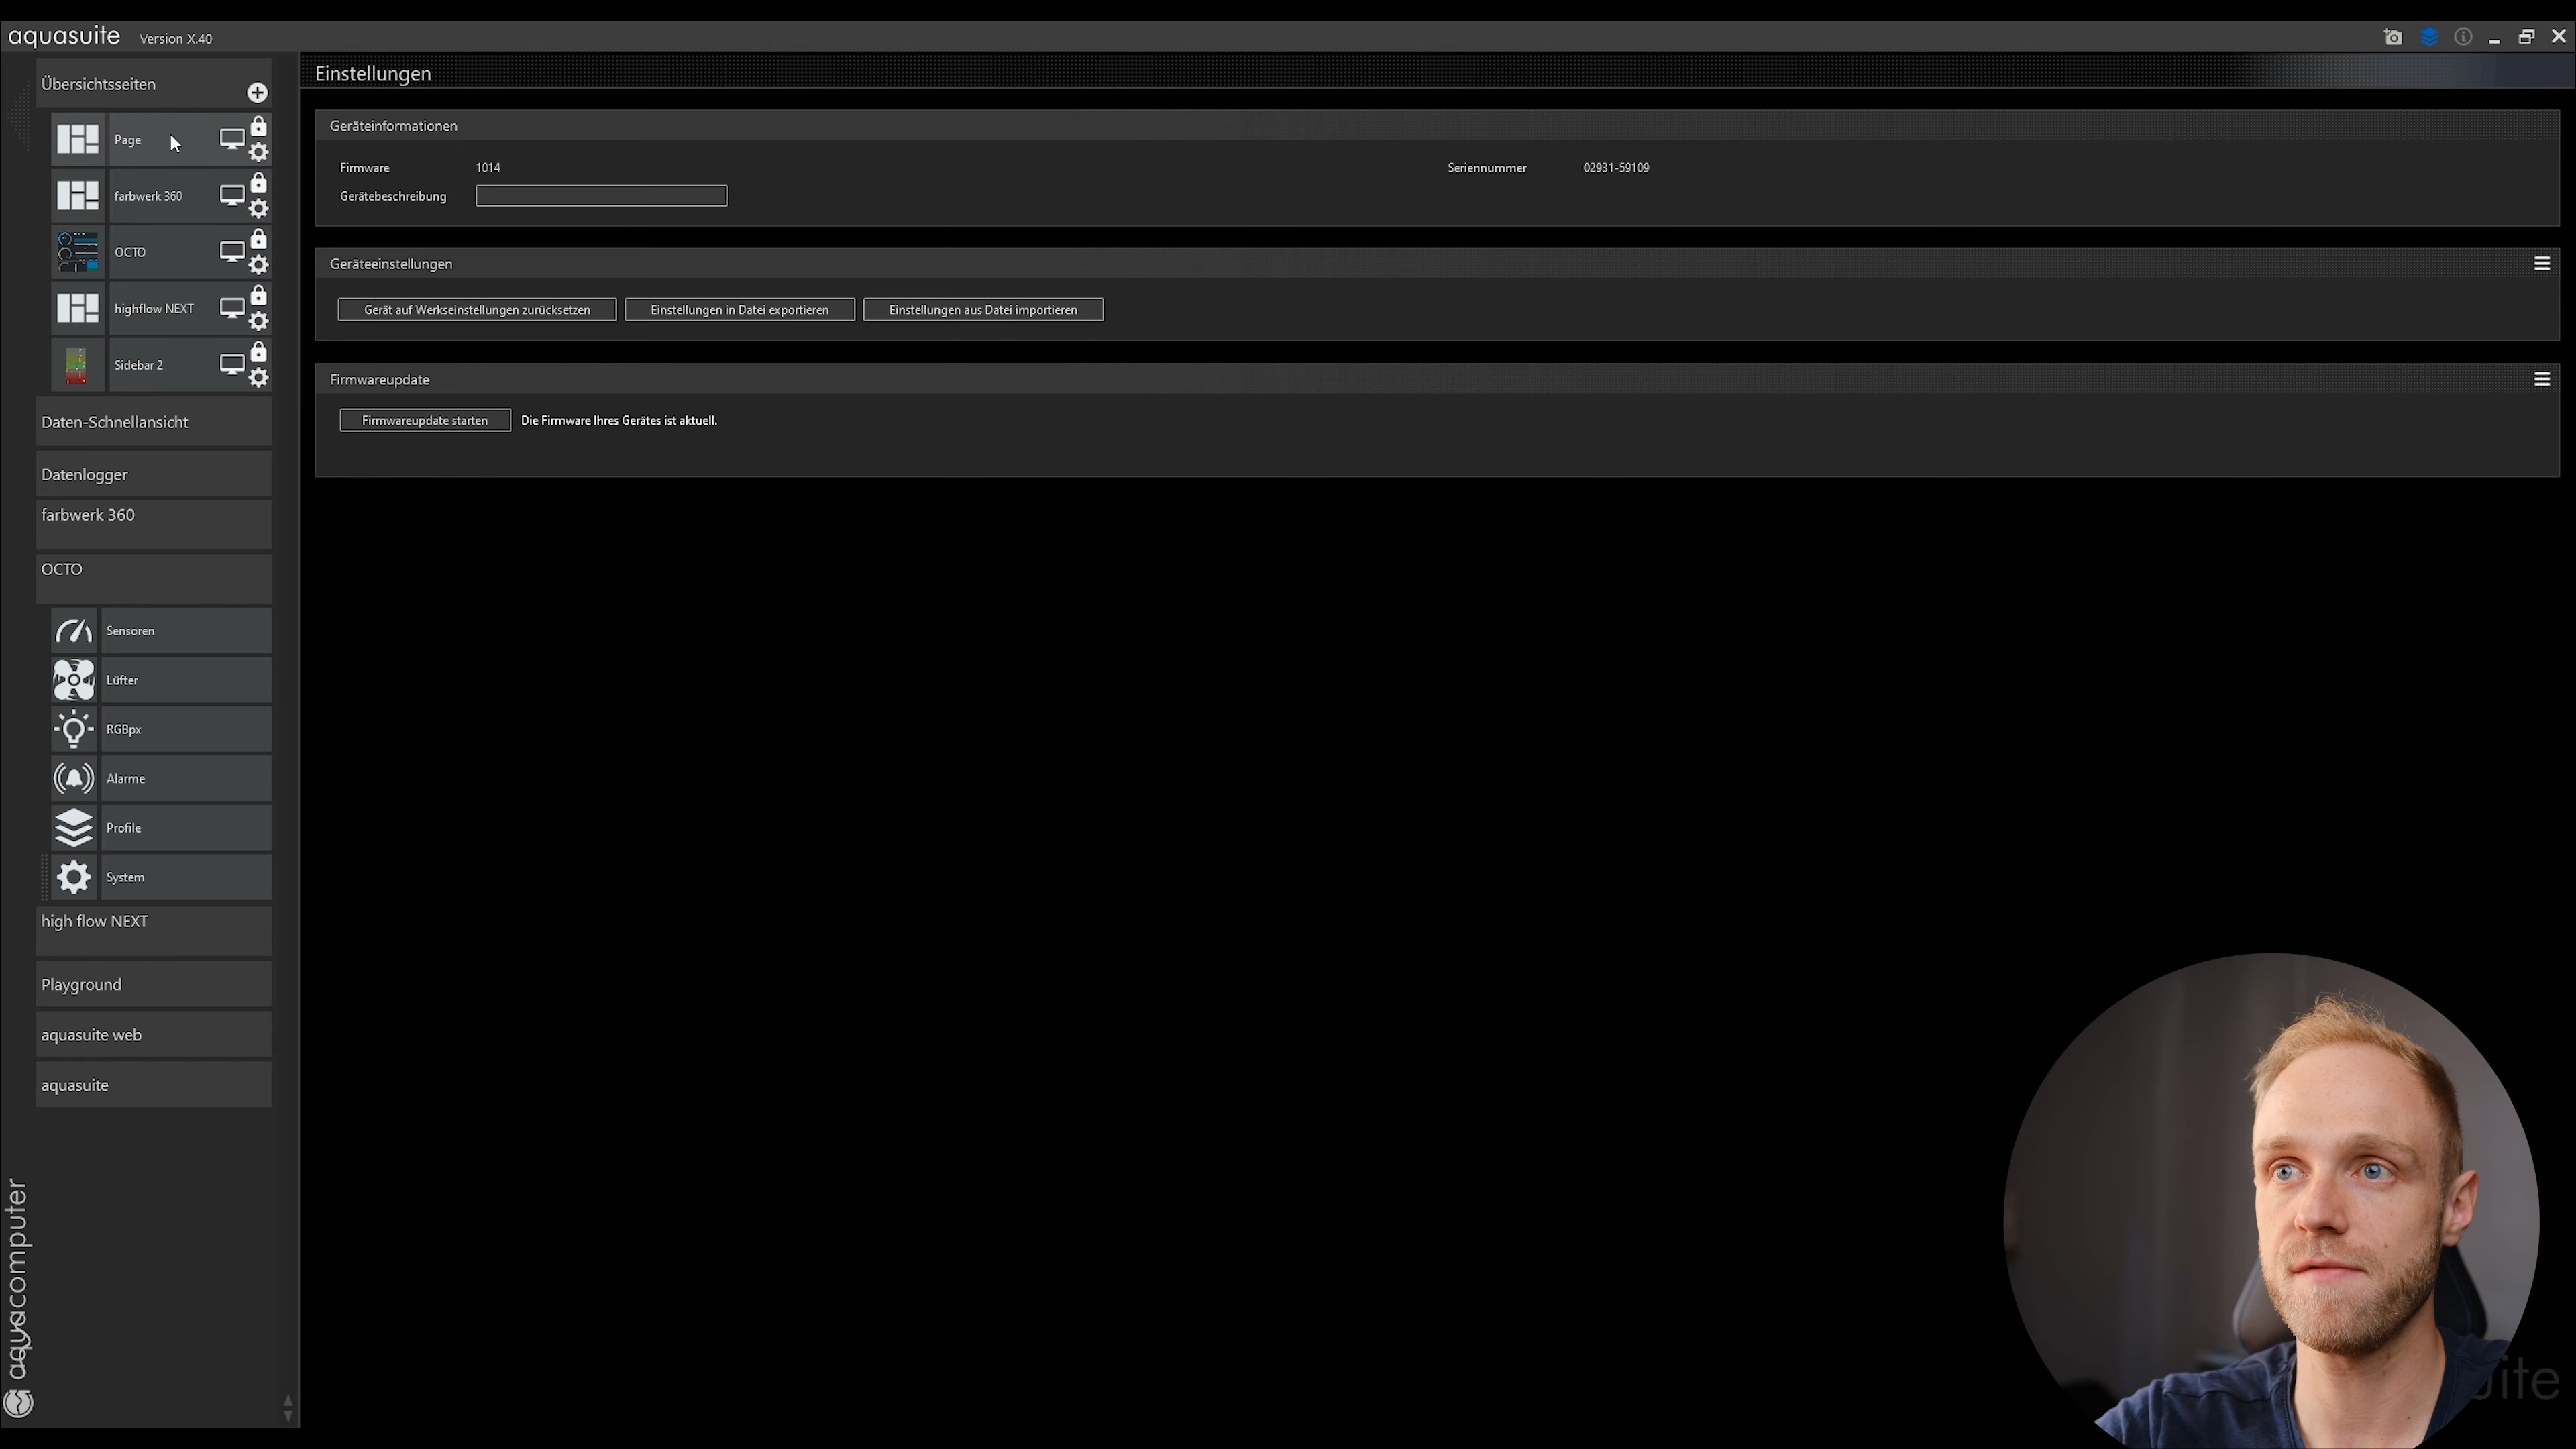 aquasuite Version X.40
Übersichtsseiten
Page
farbwerk 360
OCTO
highflow NEXT
Sidebar 2
Daten-Schnellansicht
Datenlogger
farbwerk 360
OCTO
Sensoren
Lüfter
RGBpx
Alarme
Profile
System
high flow NEXT
Playground
aquasuite web
aquasuite
aquacomputer
Einstellungen
Geräteinformationen
Firmware 1014 Seriennummer 02931-59109
Gerätebeschreibung
Geräteeinstellungen
Gerät auf Werkseinstellungen zurücksetzen Einstellungen in Datei exportieren Einstellungen aus Datei importieren
Firmwareupdate
Firmwareupdate starten Die Firmware Ihres Gerätes ist aktuell.